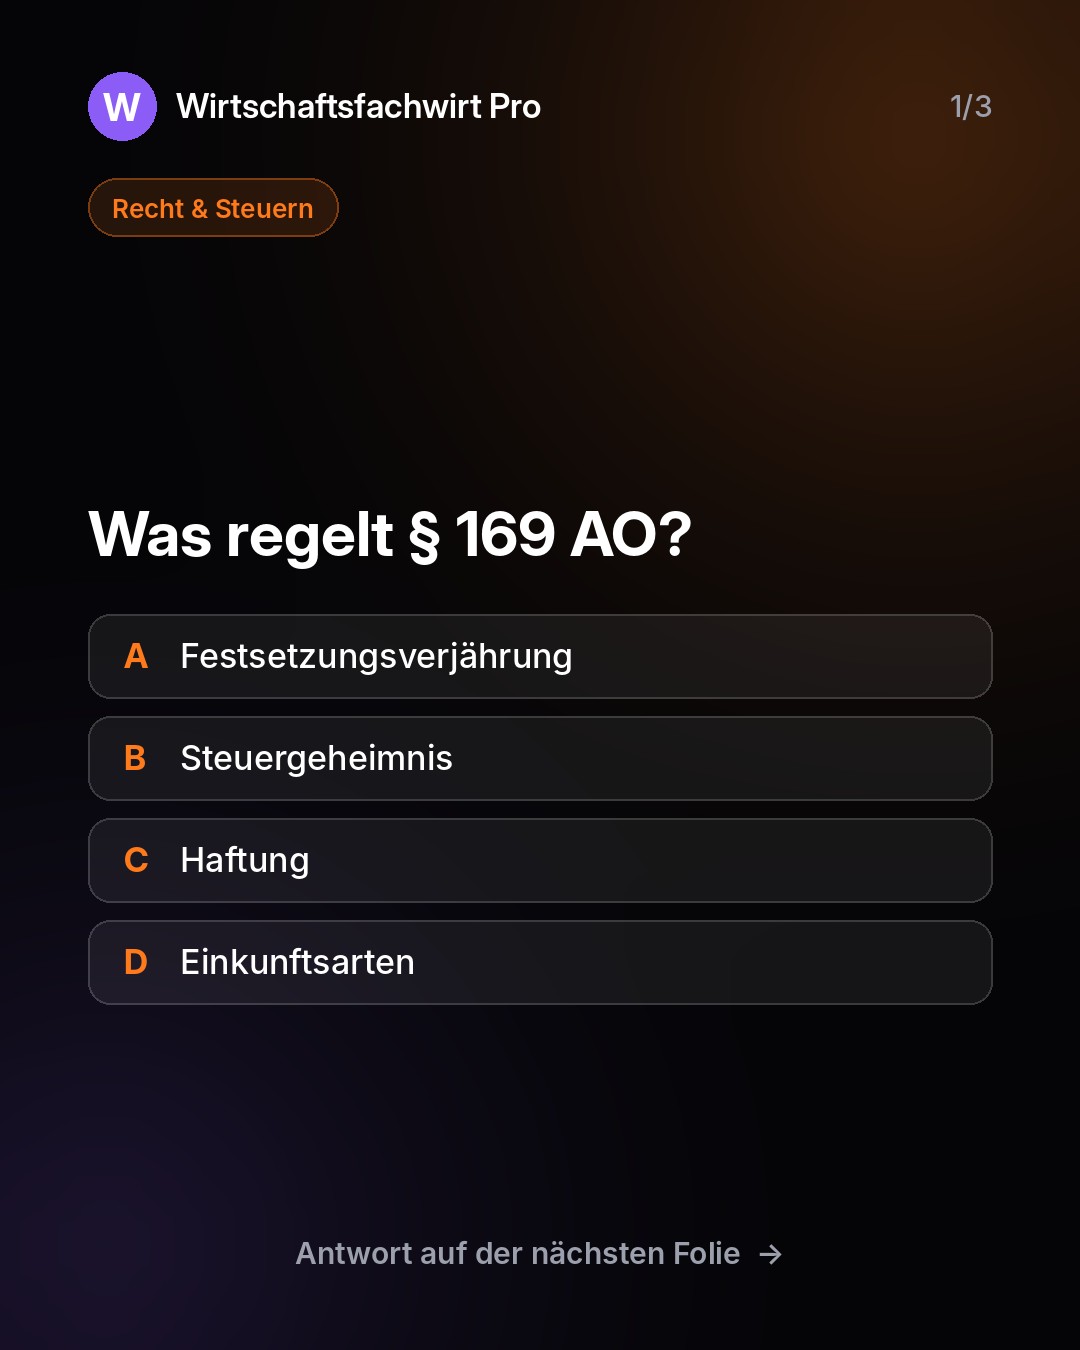 W Wirtschaftsfachwirt Pro 1/3
Recht & Steuern
Was regelt § 169 AO?
A Festsetzungsverjährung
B Steuergeheimnis
C Haftung
D Einkunftsarten
Antwort auf der nächsten Folie →